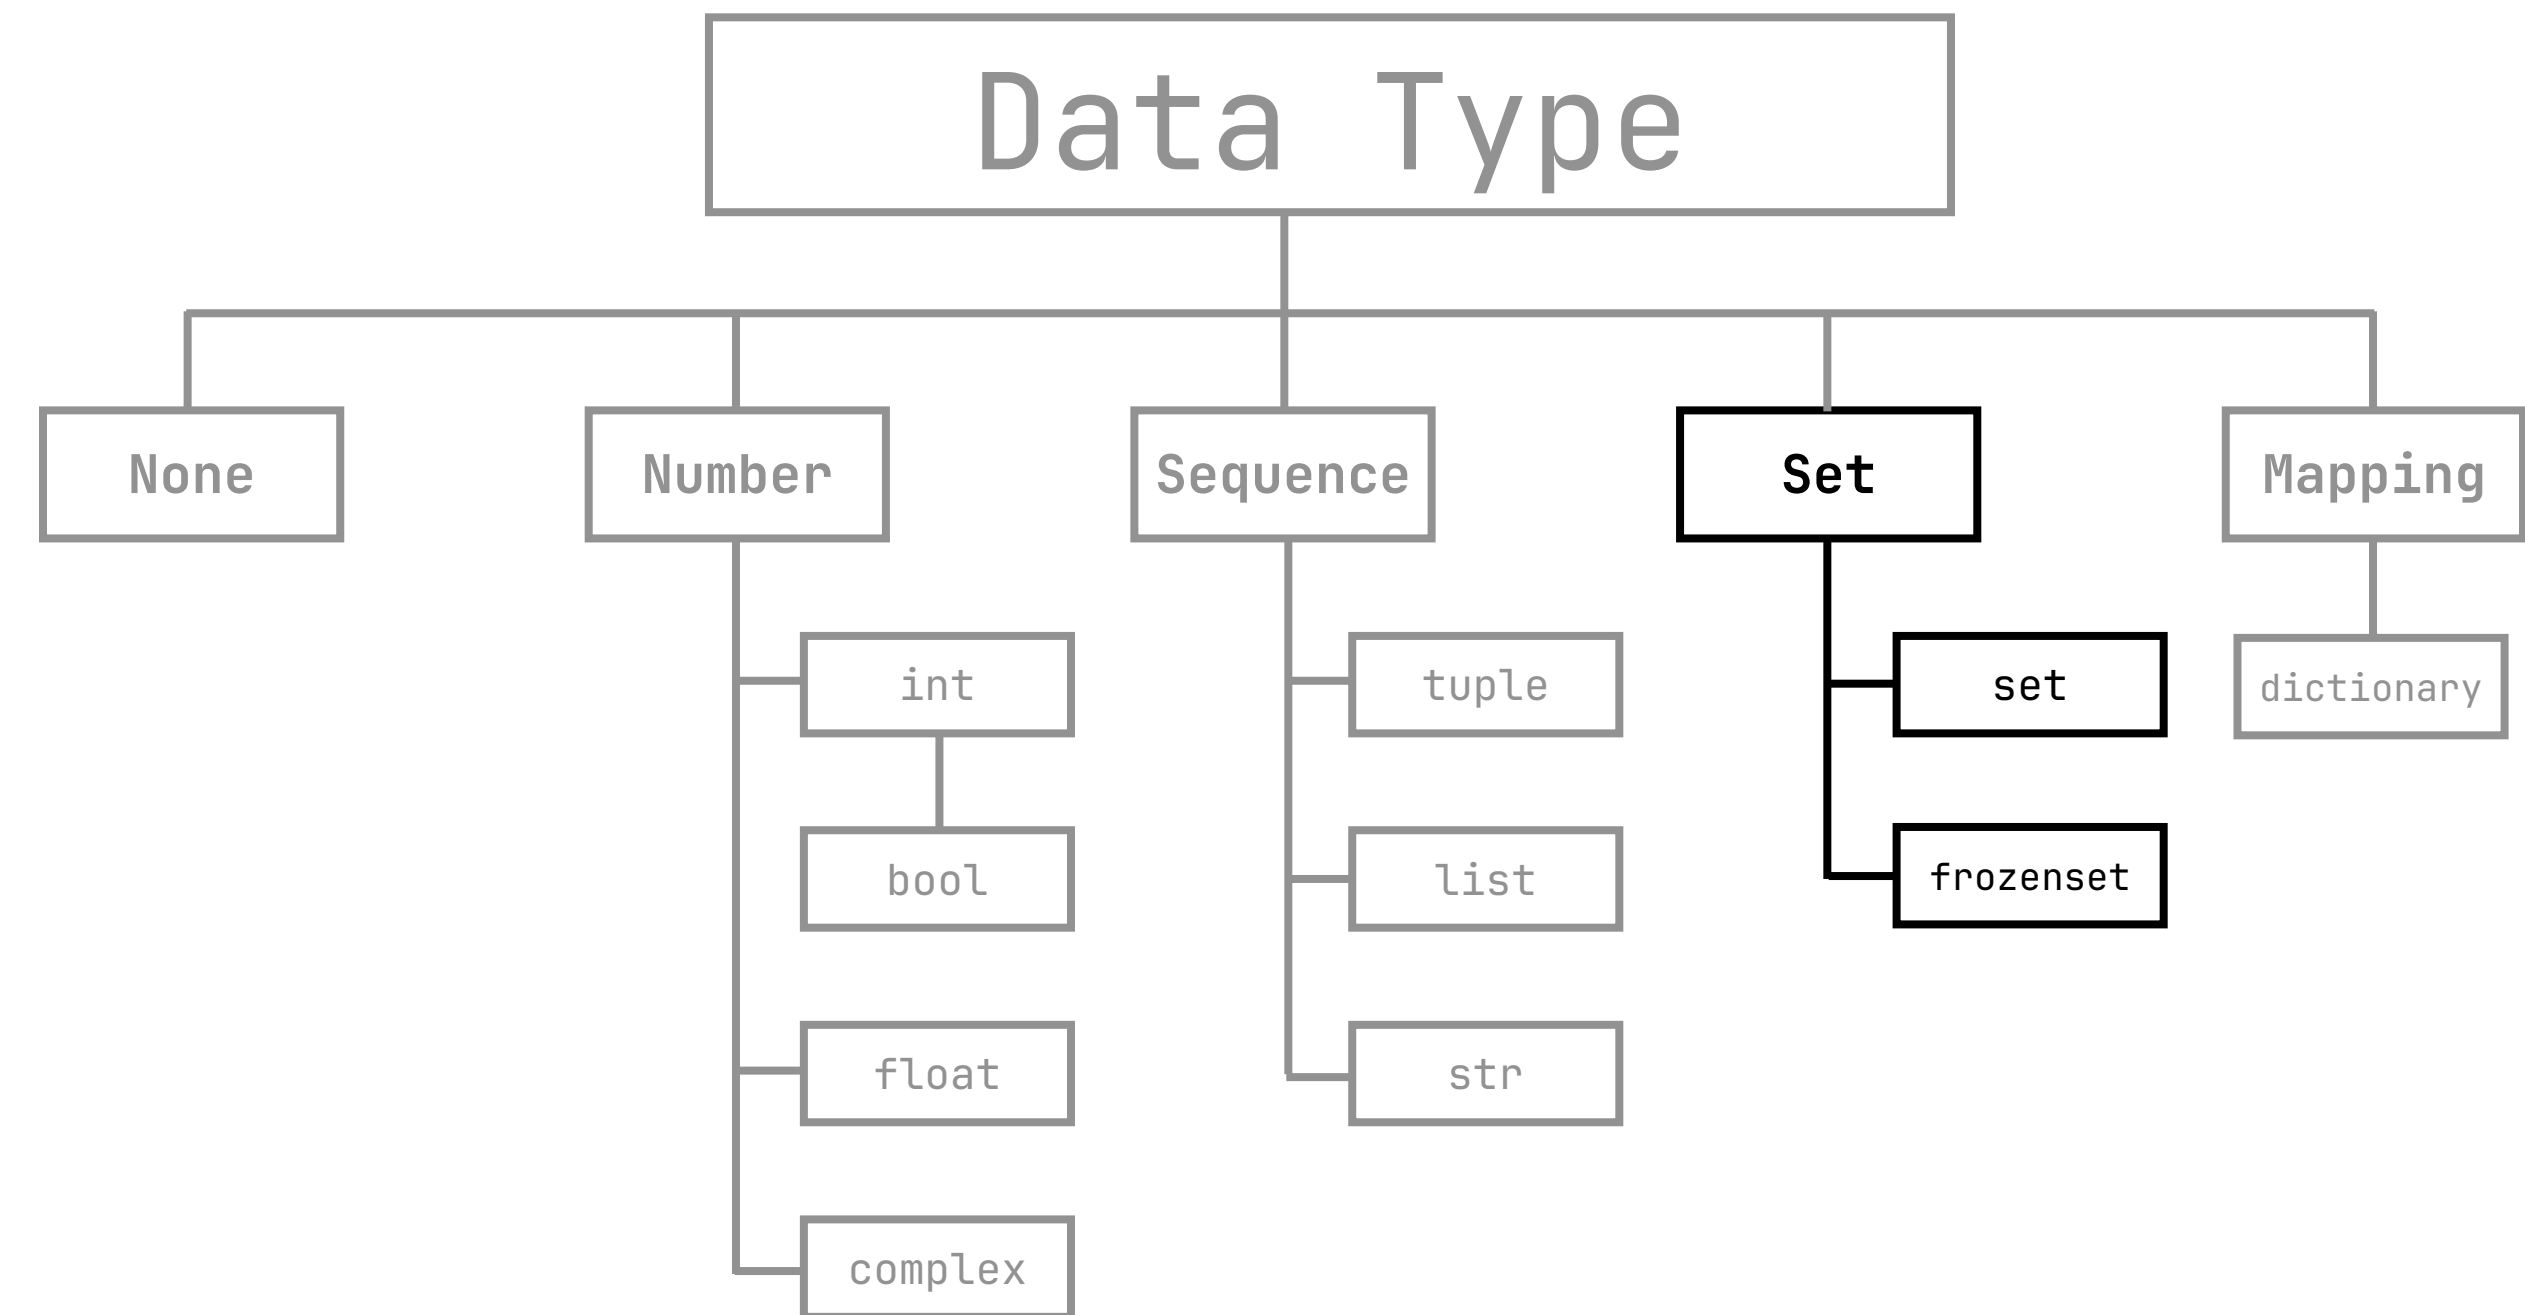 Data Type
None
Number
Sequence
Set
Mapping
int
tuple
set
dictionary
bool
list
frozenset
float
str
complex